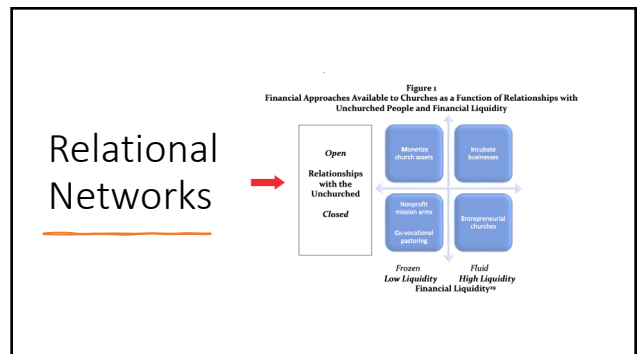 Relational
Networks
Figure 1
Financial Approaches Available to Churches as a Function of Relationships with
Unchurched People and Financial Liquidity
Open
Relationships
with the
Unchurched
Closed
Monetize
church assets
Incubate
businesses
Nonprofit
mission arms
Co-vocational
pastoring
Entrepreneurial
churches
Frozen
Low Liquidity
Fluid
High Liquidity
Financial Liquidity²⁹